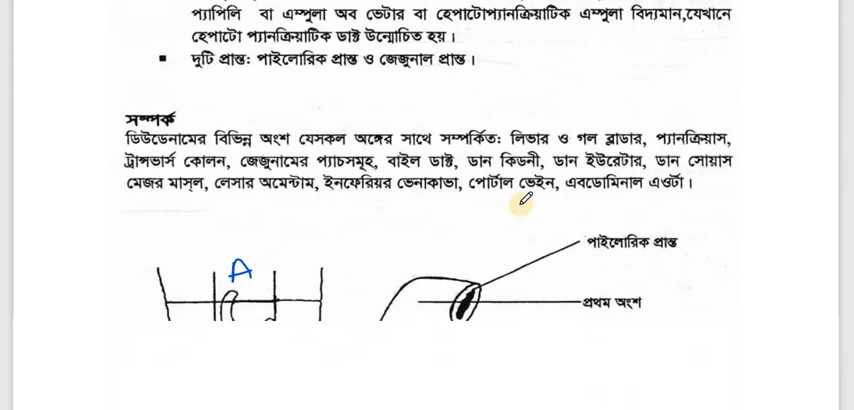 প্যাপিলি বা এম্পুলা অব ভেটার বা হেপাটোপ্যানক্রিয়াটিক এম্পুলা বিদ্যমান,যেখানে
হেপাটো প্যানক্রিয়াটিক ডাক্ট উন্মোচিত হয়।
▪ দুটি প্রান্ত: পাইলোরিক প্রান্ত ও জেজুনাল প্রান্ত।
সম্পর্ক
ডিউডেনামের বিভিন্ন অংশ যেসকল অঙ্গের সাথে সম্পর্কিত: লিভার ও গল ব্লাডার, প্যানক্রিয়াস,
ট্রান্সভার্স কোলন, জেজুনামের প্যাচসমূহ, বাইল ডাক্ট, ডান কিডনী, ডান ইউরেটার, ডান সোয়াস
মেজর মাস্ল, লেসার অমেন্টাম, ইনফেরিয়র ভেনাকাভা, পোর্টাল ভেইন, এবডোমিনাল এওর্টা।
পাইলোরিক প্রান্ত
A
প্রথম অংশ